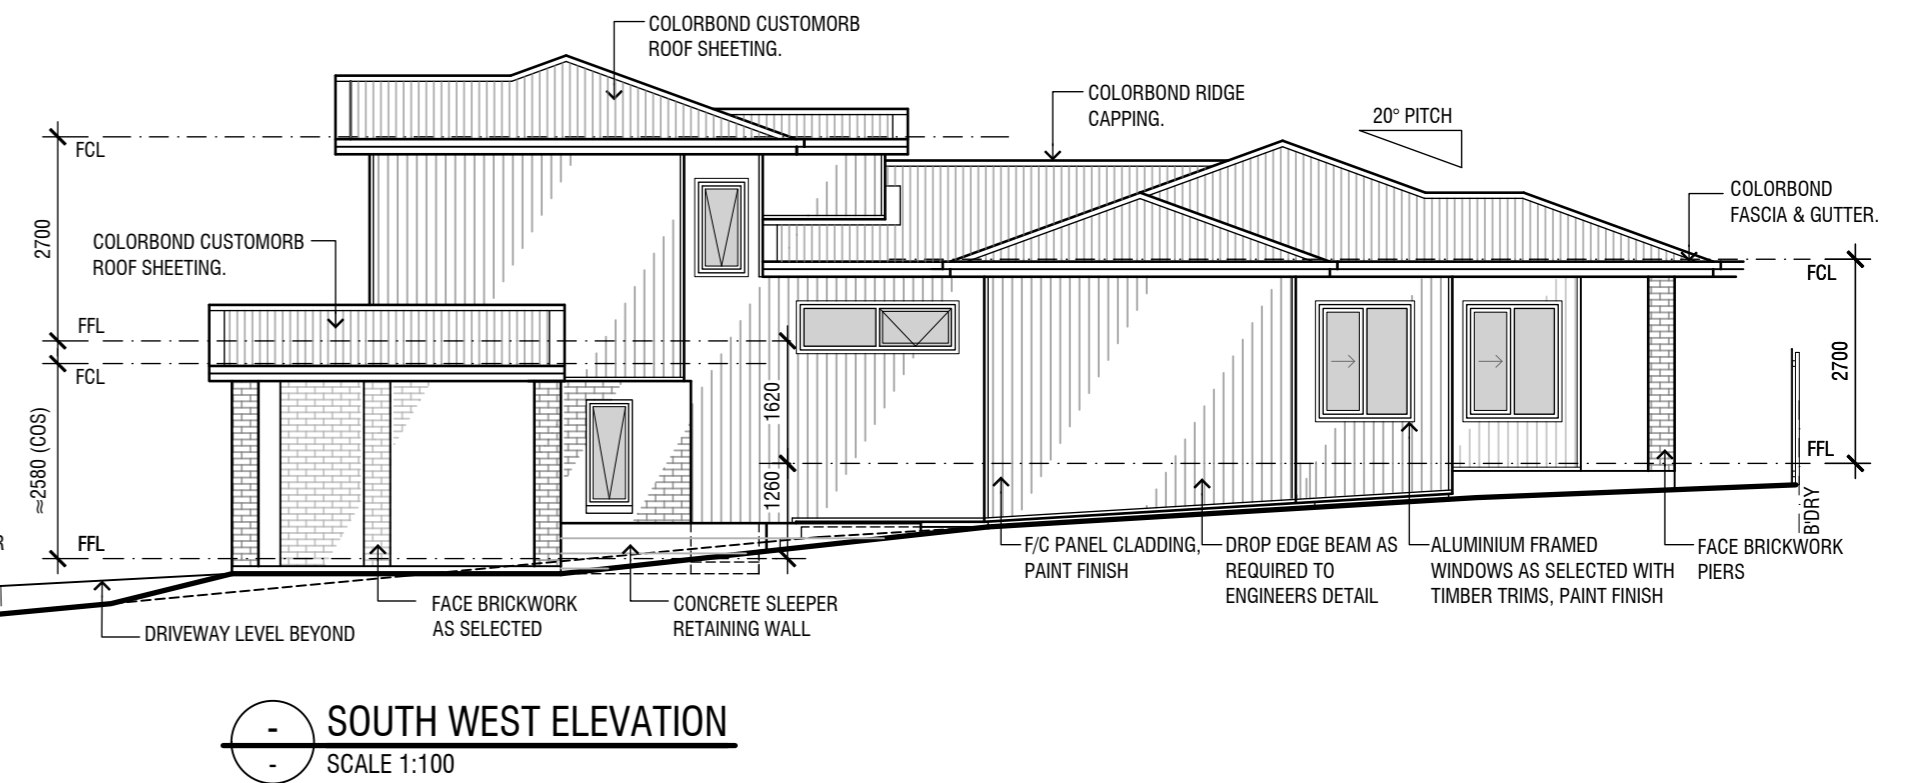 COLORBOND CUSTOMORB
ROOF SHEETING.
COLORBOND RIDGE
CAPPING.
20° PITCH
FCL
COLORBOND
FASCIA & GUTTER.
2700
COLORBOND CUSTOMORB
ROOF SHEETING.
FCL
FFL
FCL
2700
1620
≈2580 (COS)
FFL
1260
B'DRY
R
FFL
F/C PANEL CLADDING,
PAINT FINISH
DROP EDGE BEAM AS
REQUIRED TO
ENGINEERS DETAIL
ALUMINIUM FRAMED
WINDOWS AS SELECTED WITH
TIMBER TRIMS, PAINT FINISH
FACE BRICKWORK
PIERS
FACE BRICKWORK
AS SELECTED
CONCRETE SLEEPER
RETAINING WALL
DRIVEWAY LEVEL BEYOND
-
-
SOUTH WEST ELEVATION
SCALE 1:100